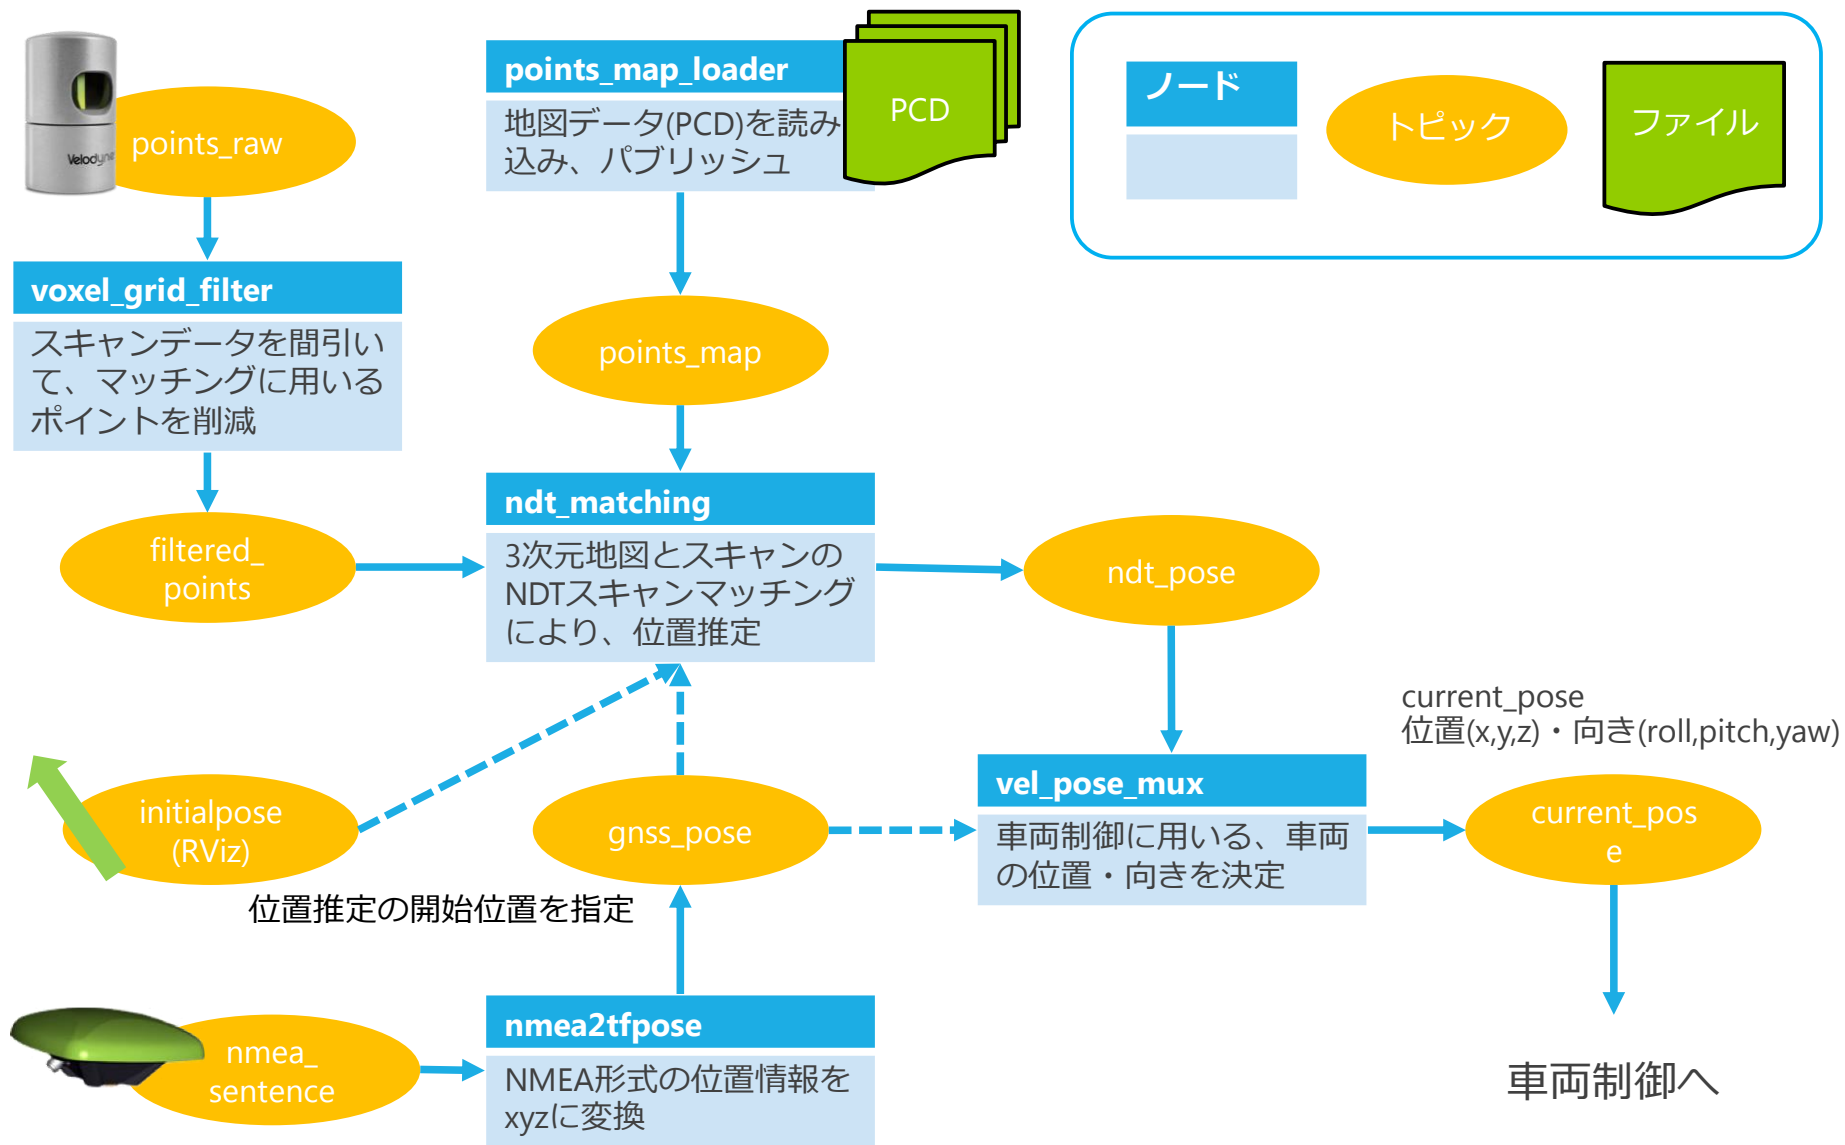 Velodyne
points_raw
points_map_loader
地図データ(PCD)を読み
込み、パブリッシュ
PCD
ノード
トピック
ファイル
voxel_grid_filter
スキャンデータを間引い
て、マッチングに用いる
ポイントを削減
points_map
filtered_
points
ndt_matching
3次元地図とスキャンの
NDTスキャンマッチング
により、位置推定
ndt_pose
current_pose
位置(x,y,z)・向き(roll,pitch,yaw)
initialpose
(RViz)
位置推定の開始位置を指定
gnss_pose
vel_pose_mux
車両制御に用いる、車両
の位置・向きを決定
current_pos
e
nmea_
sentence
nmea2tfpose
NMEA形式の位置情報を
xyzに変換
車両制御へ